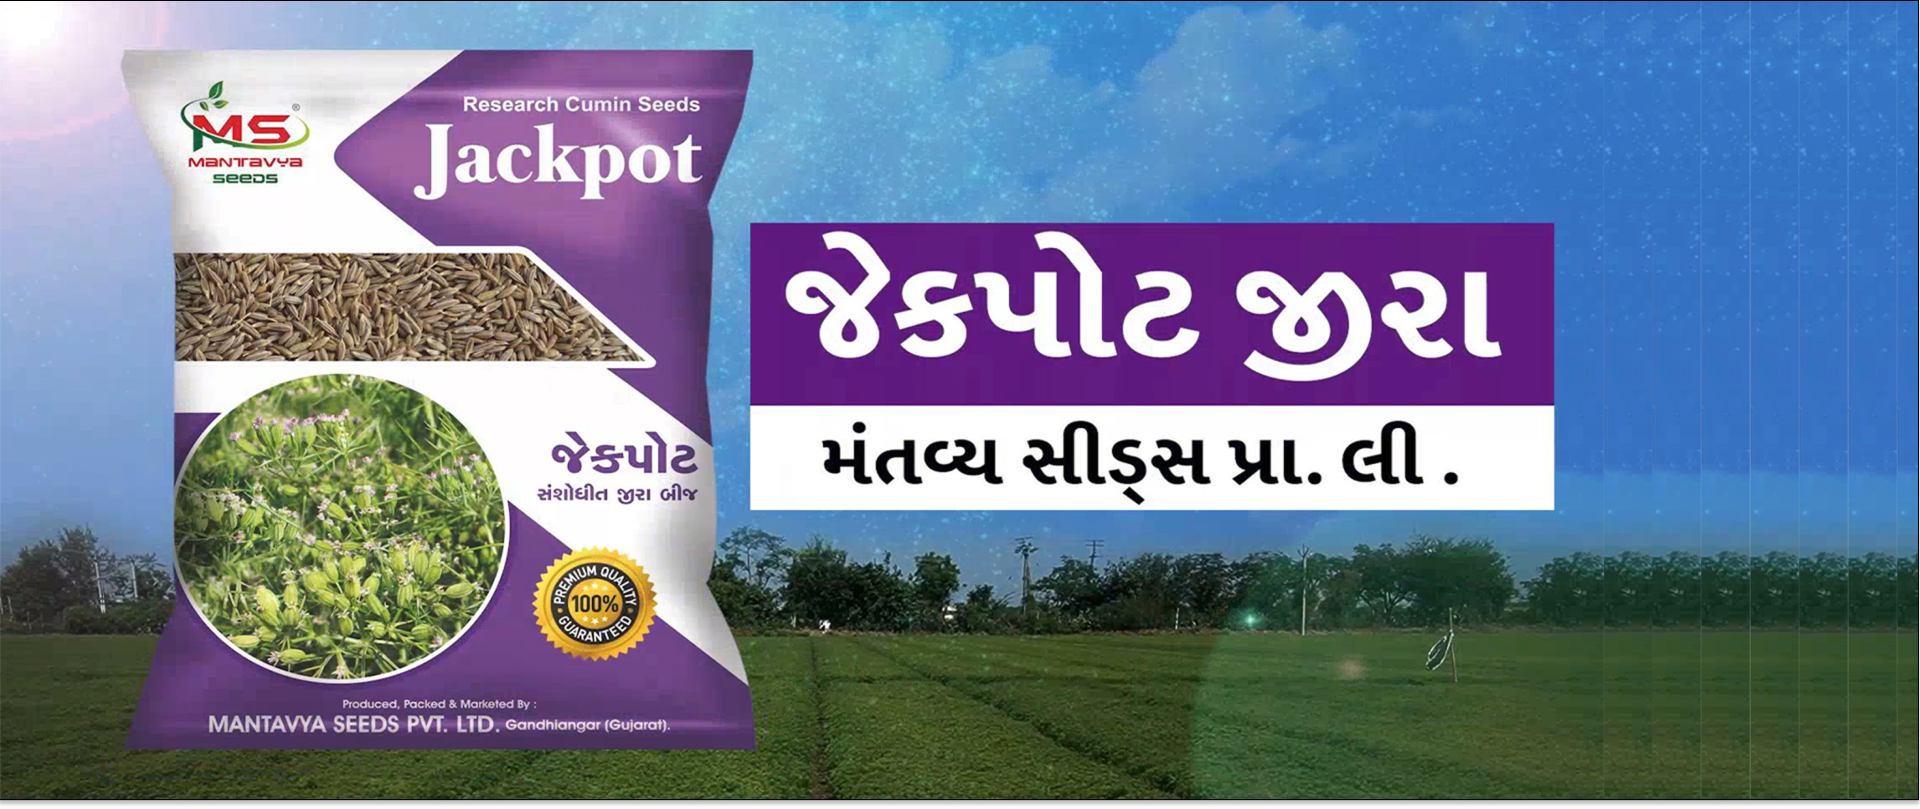 MS ®
MANTAVYA
SEEDS
Research Cumin Seeds
Jackpot
જેકપોટ
સંશોધીત જીરા બીજ
PREMIUM QUALITY
100%
GUARANTEED
Produced, Packed & Marketed By :
MANTAVYA SEEDS PVT. LTD. Gandhiangar (Gujarat).
જેકપોટ જીરા
મંતવ્ય સીડ્સ પ્રા. લી .